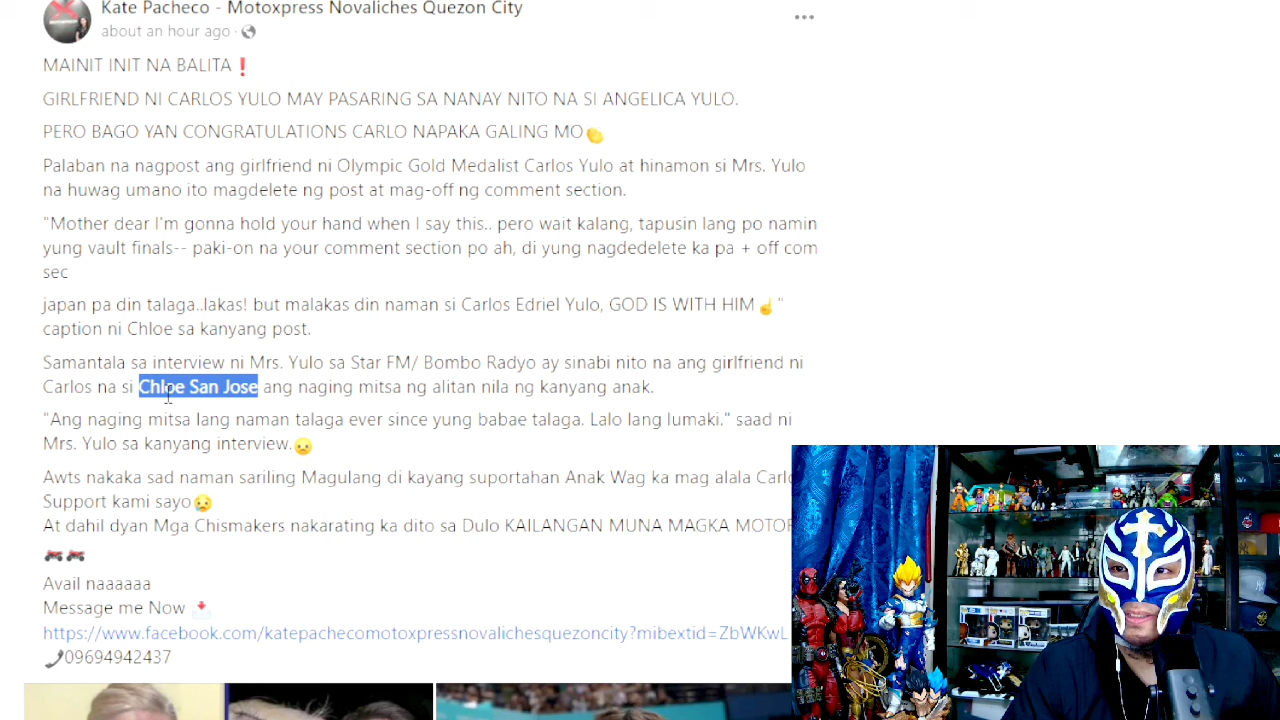 Kate Pacheco - Motoxpress Novaliches Quezon City
about an hour ago ·
MAINIT INIT NA BALITA❗
GIRLFRIEND NI CARLOS YULO MAY PASARING SA NANAY NITO NA SI ANGELICA YULO.
PERO BAGO YAN CONGRATULATIONS CARLO NAPAKA GALING MO👏
Palaban na nagpost ang girlfriend ni Olympic Gold Medalist Carlos Yulo at hinamon si Mrs. Yulo
na huwag umano ito magdelete ng post at mag-off ng comment section.
"Mother dear I'm gonna hold your hand when I say this.. pero wait kalang, tapusin lang po namin
yung vault finals-- paki-on na your comment section po ah, di yung nagdedelete ka pa + off com
sec
japan pa din talaga..lakas! but malakas din naman si Carlos Edriel Yulo, GOD IS WITH HIM☝"
caption ni Chloe sa kanyang post.
Samantala sa interview ni Mrs. Yulo sa Star FM/ Bombo Radyo ay sinabi nito na ang girlfriend ni
Carlos na si Chloe San Jose ang naging mitsa ng alitan nila ng kanyang anak.
"Ang naging mitsa lang naman talaga ever since yung babae talaga. Lalo lang lumaki." saad ni
Mrs. Yulo sa kanyang interview.😞
Awts nakaka sad naman sariling Magulang di kayang suportahan Anak Wag ka mag alala Carlo
Support kami sayo😢
At dahil dyan Mga Chismakers nakarating ka dito sa Dulo KAILANGAN MUNA MAGKA MOTOR
🏍🏍
Avail naaaaaa
Message me Now 📩
https://www.facebook.com/katepachecomotoxpressnovalichesquezoncity?mibextid=ZbWKwL
📞09694942437